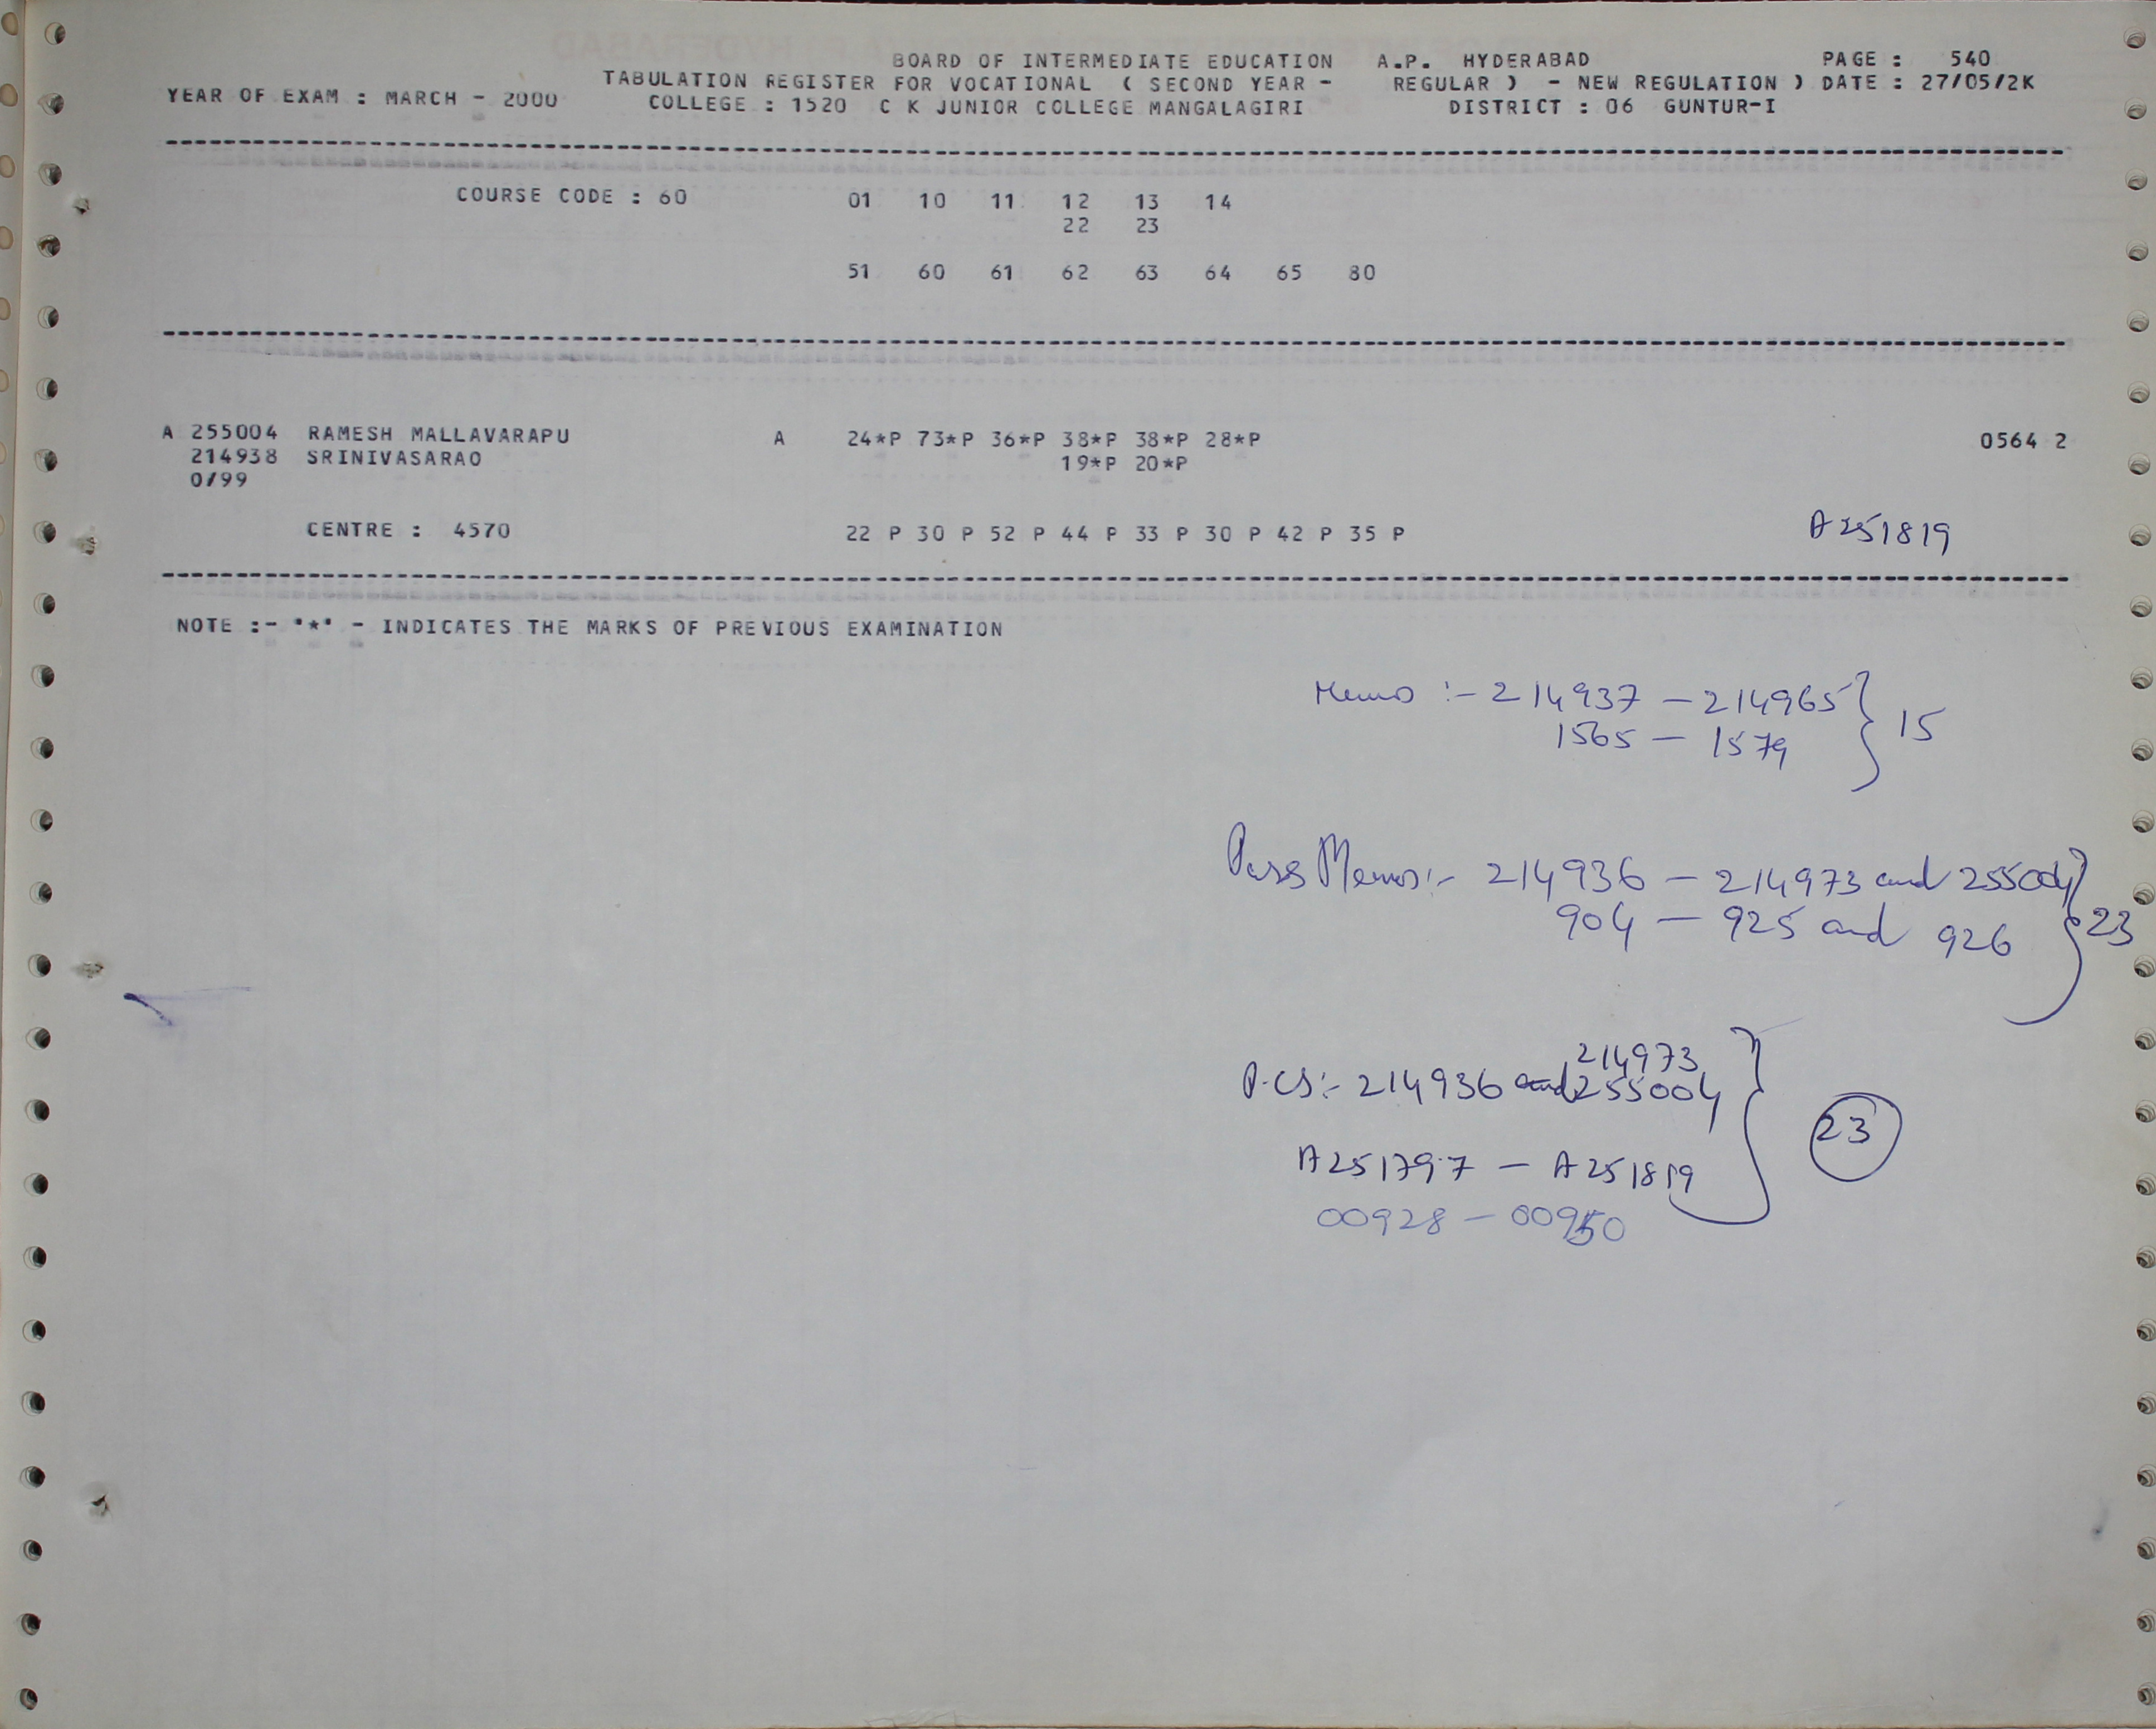 BOARD OF INTERMEDIATE EDUCATION A.P. HYDERABAD PAGE : 540
TABULATION REGISTER FOR VOCATIONAL ( SECOND YEAR - REGULAR ) - NEW REGULATION ) DATE : 27/05/2K
YEAR OF EXAM : MARCH - 2000 COLLEGE : 1520 C K JUNIOR COLLEGE MANGALAGIRI DISTRICT : 06 GUNTUR-I
COURSE CODE : 60 01 10 11 12 13 14
22 23
51 60 61 62 63 64 65 80
A 255004 RAMESH MALLAVARAPU A 24*P 73*P 36*P 38*P 38*P 28*P 0564 2
214938 SRINIVASARAO 19*P 20*P
0/99
CENTRE : 4570 22 P 30 P 52 P 44 P 33 P 30 P 42 P 35 P A251819
NOTE :- '*' - INDICATES THE MARKS OF PREVIOUS EXAMINATION
Memo :- 214937 - 214965 } 15
1565 - 1579
Pass Memos :- 214936 - 214973 and 255004 } 23
904 - 925 and 926
214973
P.Cs :- 214936 and 255004 } 23
A251797 - A251819
00928 - 00950